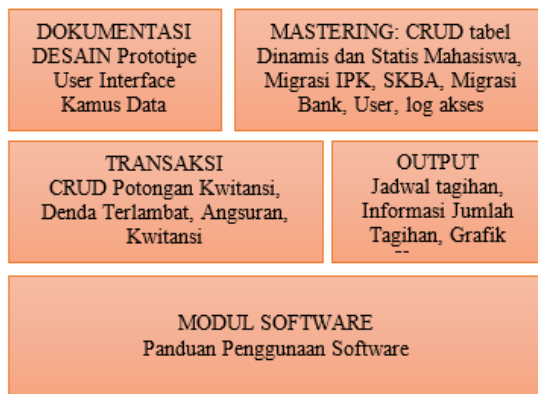 DOKUMENTASI
DESAIN Prototipe
User Interface
Kamus Data
MASTERING: CRUD tabel
Dinamis dan Statis Mahasiswa,
Migrasi IPK, SKBA, Migrasi
Bank, User, log akses
TRANSAKSI
CRUD Potongan Kwitansi,
Denda Terlambat, Angsuran,
Kwitansi
OUTPUT
Jadwal tagihan,
Informasi Jumlah
Tagihan, Grafik
MODUL SOFTWARE
Panduan Penggunaan Software